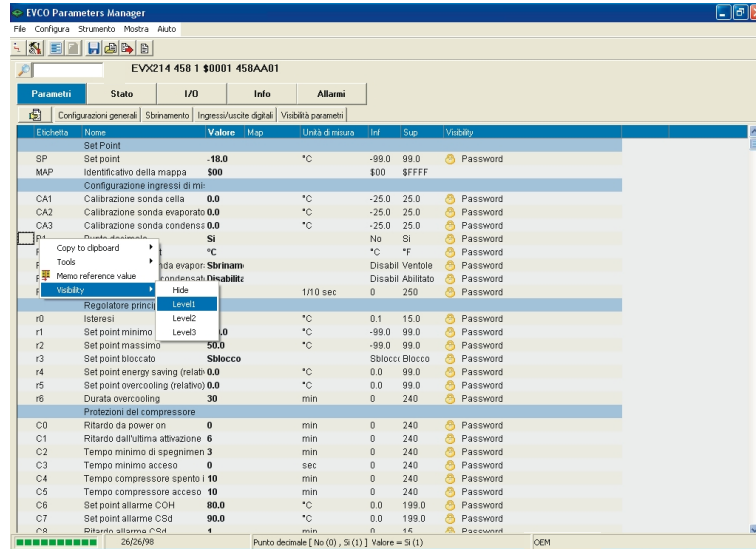 EVCO Parameters Manager
File Configura Strumento Mostra Aiuto
EVX214 458 1 $0001 458AA01
Parametri Stato I/O Info Allarmi
Configurazioni generali Sbrinamento Ingressi/uscite digitali Visibilità parametri
Etichetta Nome Valore Map Unità di misura Inf Sup Visibility
Set Point
SP Set point -18.0 °C -99.0 99.0 Password
MAP Identificativo della mappa $00 $00 $FFFF Password
Configurazione ingressi di mi
CA1 Calibrazione sonda cella 0.0 °C -25.0 25.0 Password
CA2 Calibrazione sonda evaporato 0.0 °C -25.0 25.0 Password
CA3 Calibrazione sonda condensa 0.0 °C -25.0 25.0 Password
Si No Si Password
Copy to clipboard °C °C °F Password
Tools nda evapor Sbrinam Disabil Ventole Password
Memo reference value condensat Disabilita Disabil Abilitato Password
Visibility Hide 1/10 sec 0 250 Password
Regolatore princip Level1
r0 Isteresi Level2 °C 0.1 15.0 Password
r1 Set point minimo Level3 °C -99.0 99.0 Password
r2 Set point massimo 50.0 °C -99.0 99.0 Password
r3 Set point bloccato Sblocco Sblocc Blocco Password
r4 Set point energy saving (relati 0.0 °C 0.0 99.0 Password
r5 Set point overcooling (relativo) 0.0 °C 0.0 99.0 Password
r6 Durata overcooling 30 min 0 240 Password
Protezioni del compressore
C0 Ritardo da power on 0 min 0 240 Password
C1 Ritardo dall'ultima attivazione 6 min 0 240 Password
C2 Tempo minimo di spegnimen 3 min 0 240 Password
C3 Tempo minimo acceso 0 sec 0 240 Password
C4 Tempo compressore spento i 10 min 0 240 Password
C5 Tempo compressore acceso 10 min 0 240 Password
C6 Set point allarme COH 80.0 °C 0.0 199.0 Password
C7 Set point allarme CSd 90.0 °C 0.0 199.0 Password
C8 Ritardo allarme CSd 1 min 0 15 Password
26/26/98 Punto decimale [ No (0) , Si (1) ] Valore = Si (1) OEM